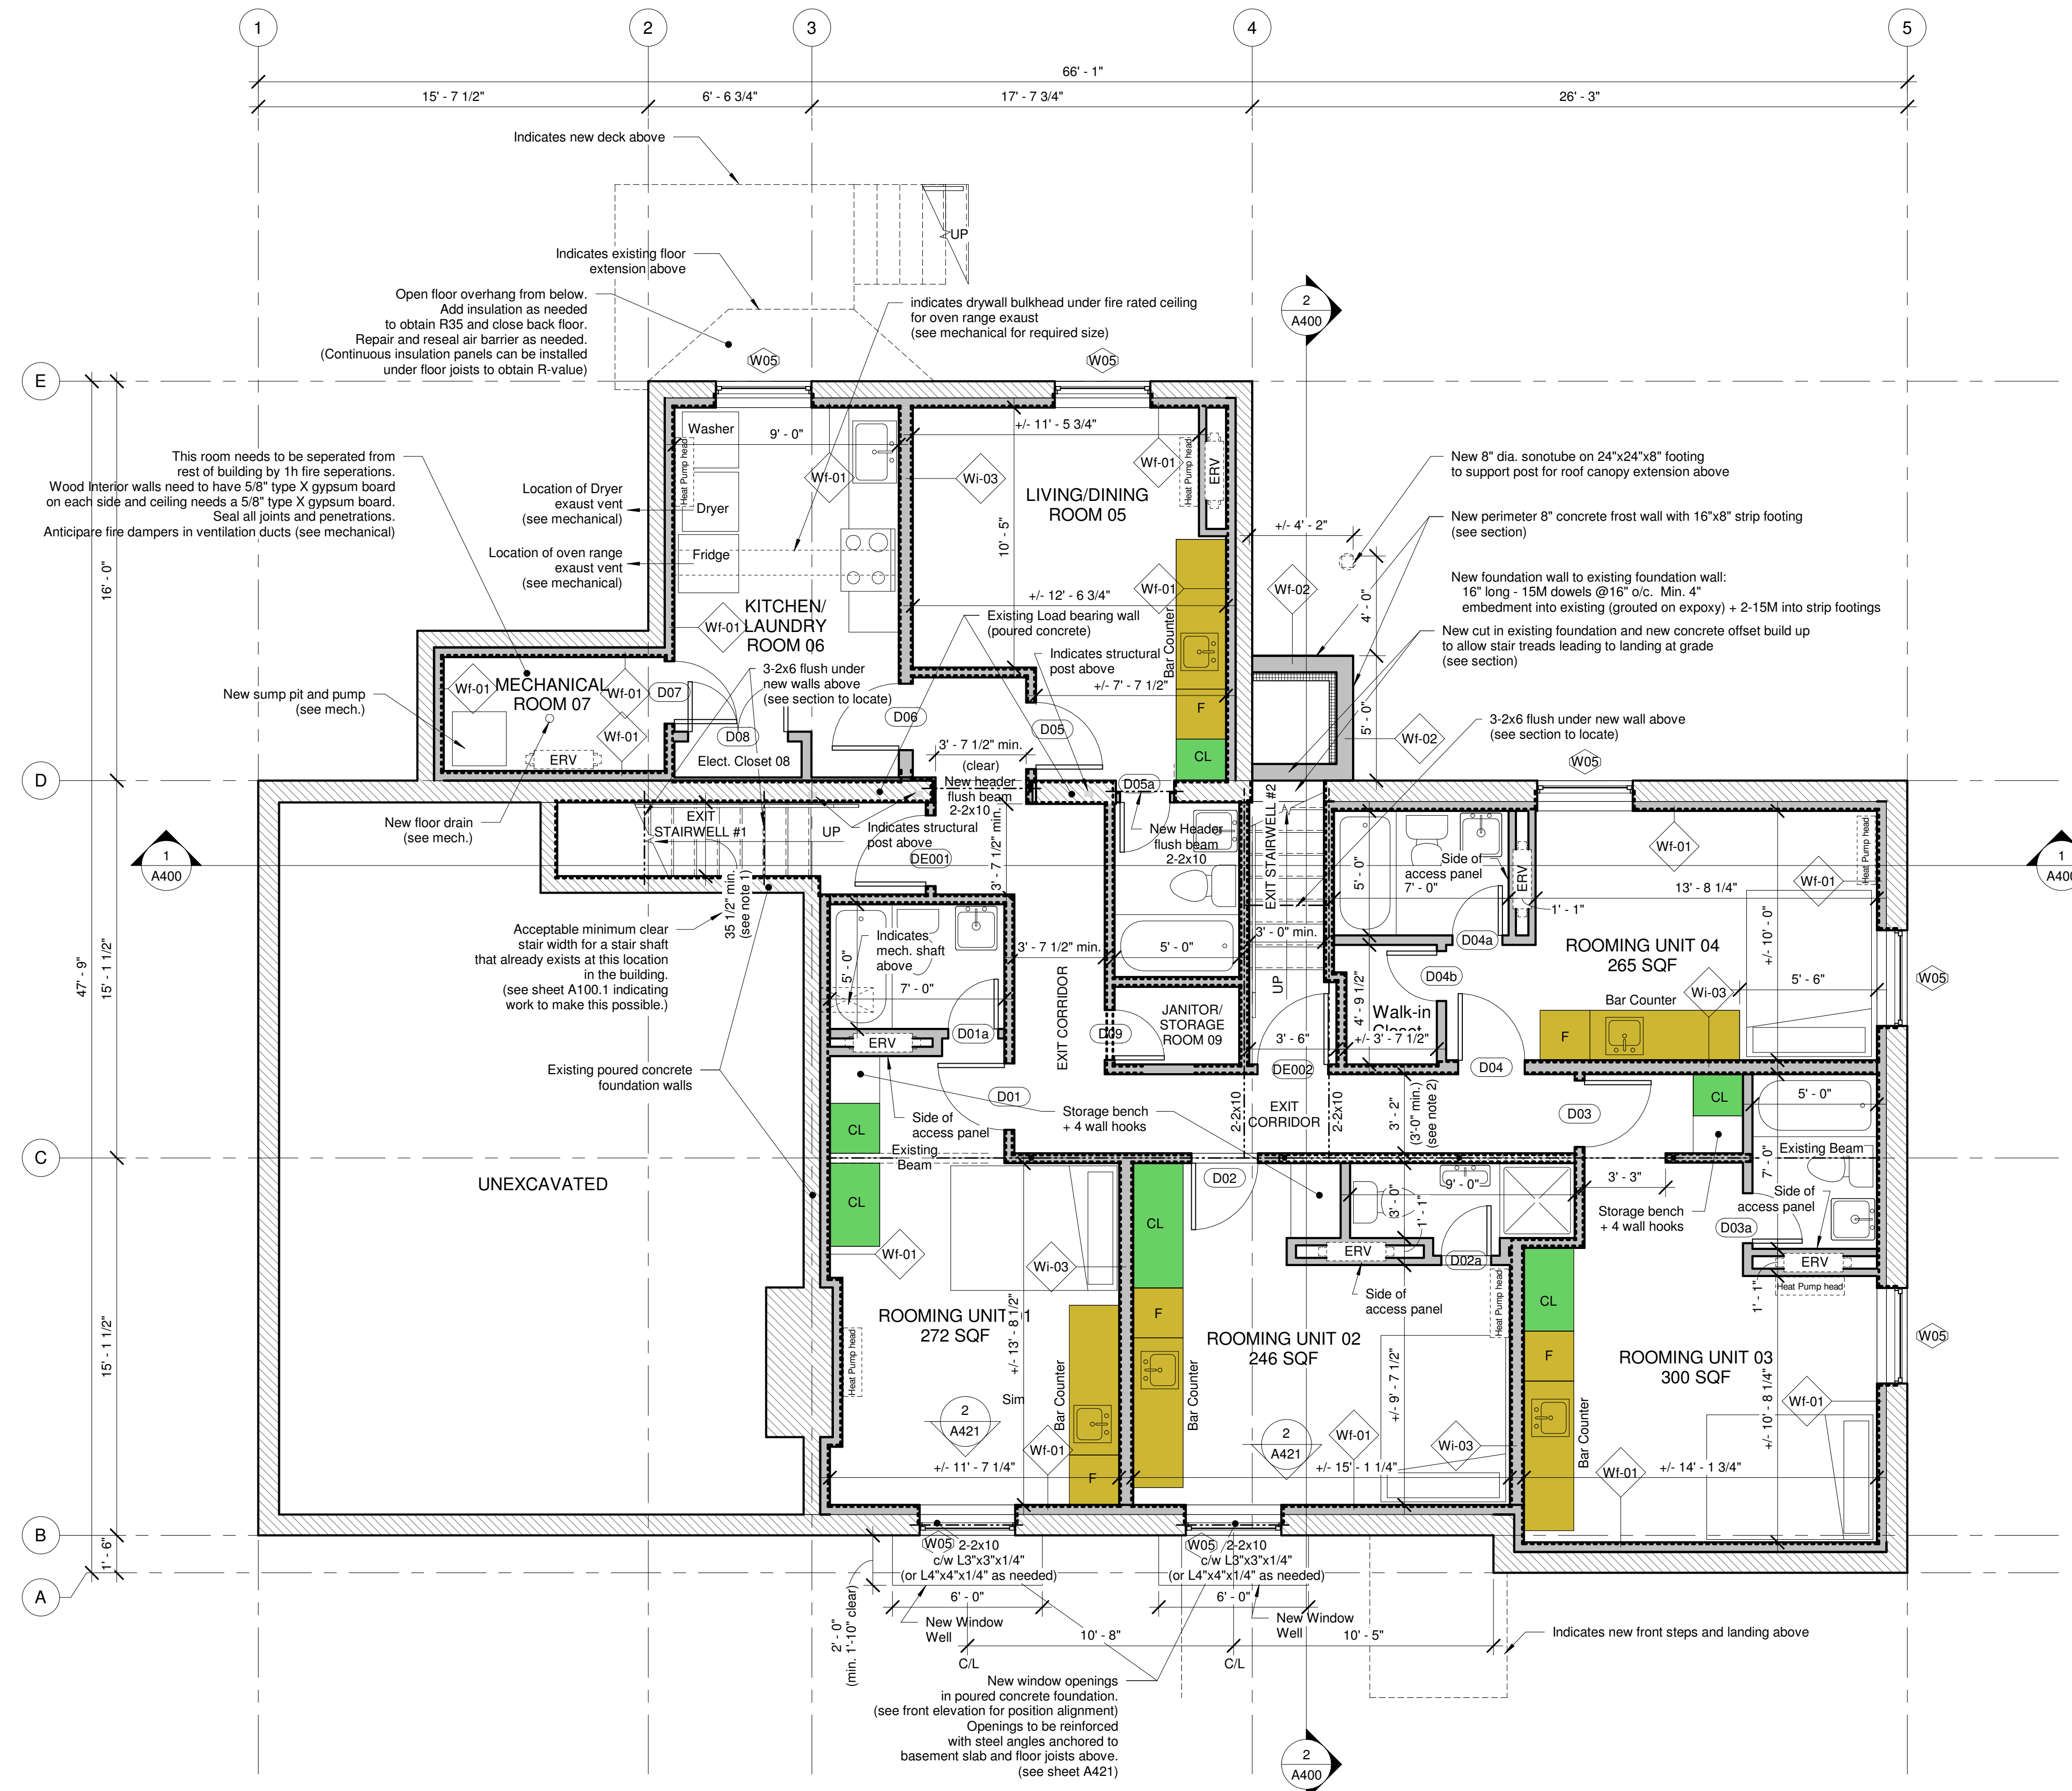 1
2
3
4
5
66' - 1"
15' - 7 1/2"
6' - 6 3/4"
17' - 7 3/4"
26' - 3"
Indicates new deck above
UP
Indicates existing floor
extension above
Open floor overhang from below.
Add insulation as needed
to obtain R35 and close back floor.
Repair and reseal air barrier as needed.
(Continuous insulation panels can be installed
under floor joists to obtain R-value)
indicates drywall bulkhead under fire rated ceiling
for oven range exaust
(see mechanical for required size)
2
A400
W05
W05
E
This room needs to be seperated from
rest of building by 1h fire seperations.
Wood Interior walls need to have 5/8" type X gypsum board
on each side and ceiling needs a 5/8" type X gypsum board.
Seal all joints and penetrations.
Anticipare fire dampers in ventilation ducts (see mechanical)
16' - 0"
Location of Dryer
exaust vent
(see mechanical)
Location of oven range
exaust vent
(see mechanical)
Washer
Heat Pump head
Dryer
Fridge
9' - 0"
Wf-01
KITCHEN/
LAUNDRY
ROOM 06
Wf-01
Wi-03
+/- 11' - 5 3/4"
Wf-01
Heat Pump head
ERV
LIVING/DINING
ROOM 05
10' - 5"
+/- 12' - 6 3/4"
Wf-01
Bar Counter
Existing Load bearing wall
(poured concrete)
Indicates structural
post above
+/- 7' - 7 1/2"
F
CL
+/- 4' - 2"
Wf-02
4' - 0"
5' - 0"
Wf-02
New 8" dia. sonotube on 24"x24"x8" footing
to support post for roof canopy extension above
New perimeter 8" concrete frost wall with 16"x8" strip footing
(see section)
New foundation wall to existing foundation wall:
16" long - 15M dowels @16" o/c. Min. 4"
embedment into existing (grouted on expoxy) + 2-15M into strip footings
New cut in existing foundation and new concrete offset build up
to allow stair treads leading to landing at grade
(see section)
3-2x6 flush under new wall above
(see section to locate)
W05
New sump pit and pump
(see mech.)
Wf-01
MECHANICAL
ROOM 07
Wf-01
Wf-01
ERV
D07
D08
3-2x6 flush under
new walls above
(see section to locate)
Elect. Closet 08
D06
D05
3' - 7 1/2" min.
(clear)
New header
flush beam
2-2x10
D05a
D
New floor drain
(see mech.)
EXIT
STAIRWELL #1
UP
Indicates structural
post above
DE001
3' - 7 1/2" min.
New Header
flush beam
2-2x10
EXIT STAIRWELL #2
1
A400
1
A400
35 1/2" min.
(see note 1)
Acceptable minimum clear
stair width for a stair shaft
that already exists at this location
in the building.
(see sheet A100.1 indicating
work to make this possible.)
47' - 9"
15' - 1 1/2"
Indicates
mech. shaft
above
5' - 0"
7' - 0"
D01a
ERV
3' - 7 1/2" min.
EXIT CORRIDOR
5' - 0"
3' - 0" min.
UP
JANITOR/
STORAGE
ROOM 09
D09
3' - 6"
DE002
5' - 0"
Side of
access panel
7' - 0"
ERV
1' - 1"
D04a
D04b
4' - 9 1/2"
Walk-in
Closet
+/- 3' - 7 1/2"
Wf-01
Heat Pump head
Wf-01
13' - 8 1/4"
ROOMING UNIT 04
265 SQF
+/- 10' - 0"
Bar Counter
Wi-03
5' - 6"
F
W05
D04
Existing poured concrete
foundation walls
D01
Side of
access panel
Existing
Beam
Storage bench
+ 4 wall hooks
2-2x10
EXIT
CORRIDOR
2-2x10
3' - 2"
(3'-0" min.)
(see note 2)
D03
CL
5' - 0"
C
UNEXCAVATED
CL
CL
Wf-01
Wi-03
ROOMING UNIT 01
272 SQF
+/- 13' - 8 1/2"
Heat Pump head
Sim
2
A421
Bar Counter
Wf-01
F
+/- 11' - 7 1/4"
D02
CL
F
Bar Counter
9' - 0"
3' - 0"
1' - 1"
ERV
D02a
Side of
access panel
Heat Pump head
ROOMING UNIT 02
246 SQF
+/- 9' - 7 1/2"
2
A421
Wf-01
Wi-03
+/- 15' - 1 1/4"
3' - 3"
Storage bench
+ 4 wall hooks
7' - 0"
Existing Beam
Side of
access panel
D03a
ERV
1' - 1"
Heat Pump head
CL
F
Bar Counter
ROOMING UNIT 03
300 SQF
+/- 10' - 8 1/4"
Wf-01
Wf-01
+/- 14' - 1 3/4"
W05
15' - 1 1/2"
B
1' - 6"
A
W05
2-2x10
c/w L3"x3"x1/4"
(or L4"x4"x1/4" as needed)
6' - 0"
New Window
Well
2' - 0"
(min. 1'-10" clear)
W05
2-2x10
c/w L3"x3"x1/4"
(or L4"x4"x1/4" as needed)
6' - 0"
New Window
Well
10' - 8"
10' - 5"
C/L
C/L
Indicates new front steps and landing above
New window openings
in poured concrete foundation.
(see front elevation for position alignment)
Openings to be reinforced
with steel angles anchored to
basement slab and floor joists above.
(see sheet A421)
2
A400